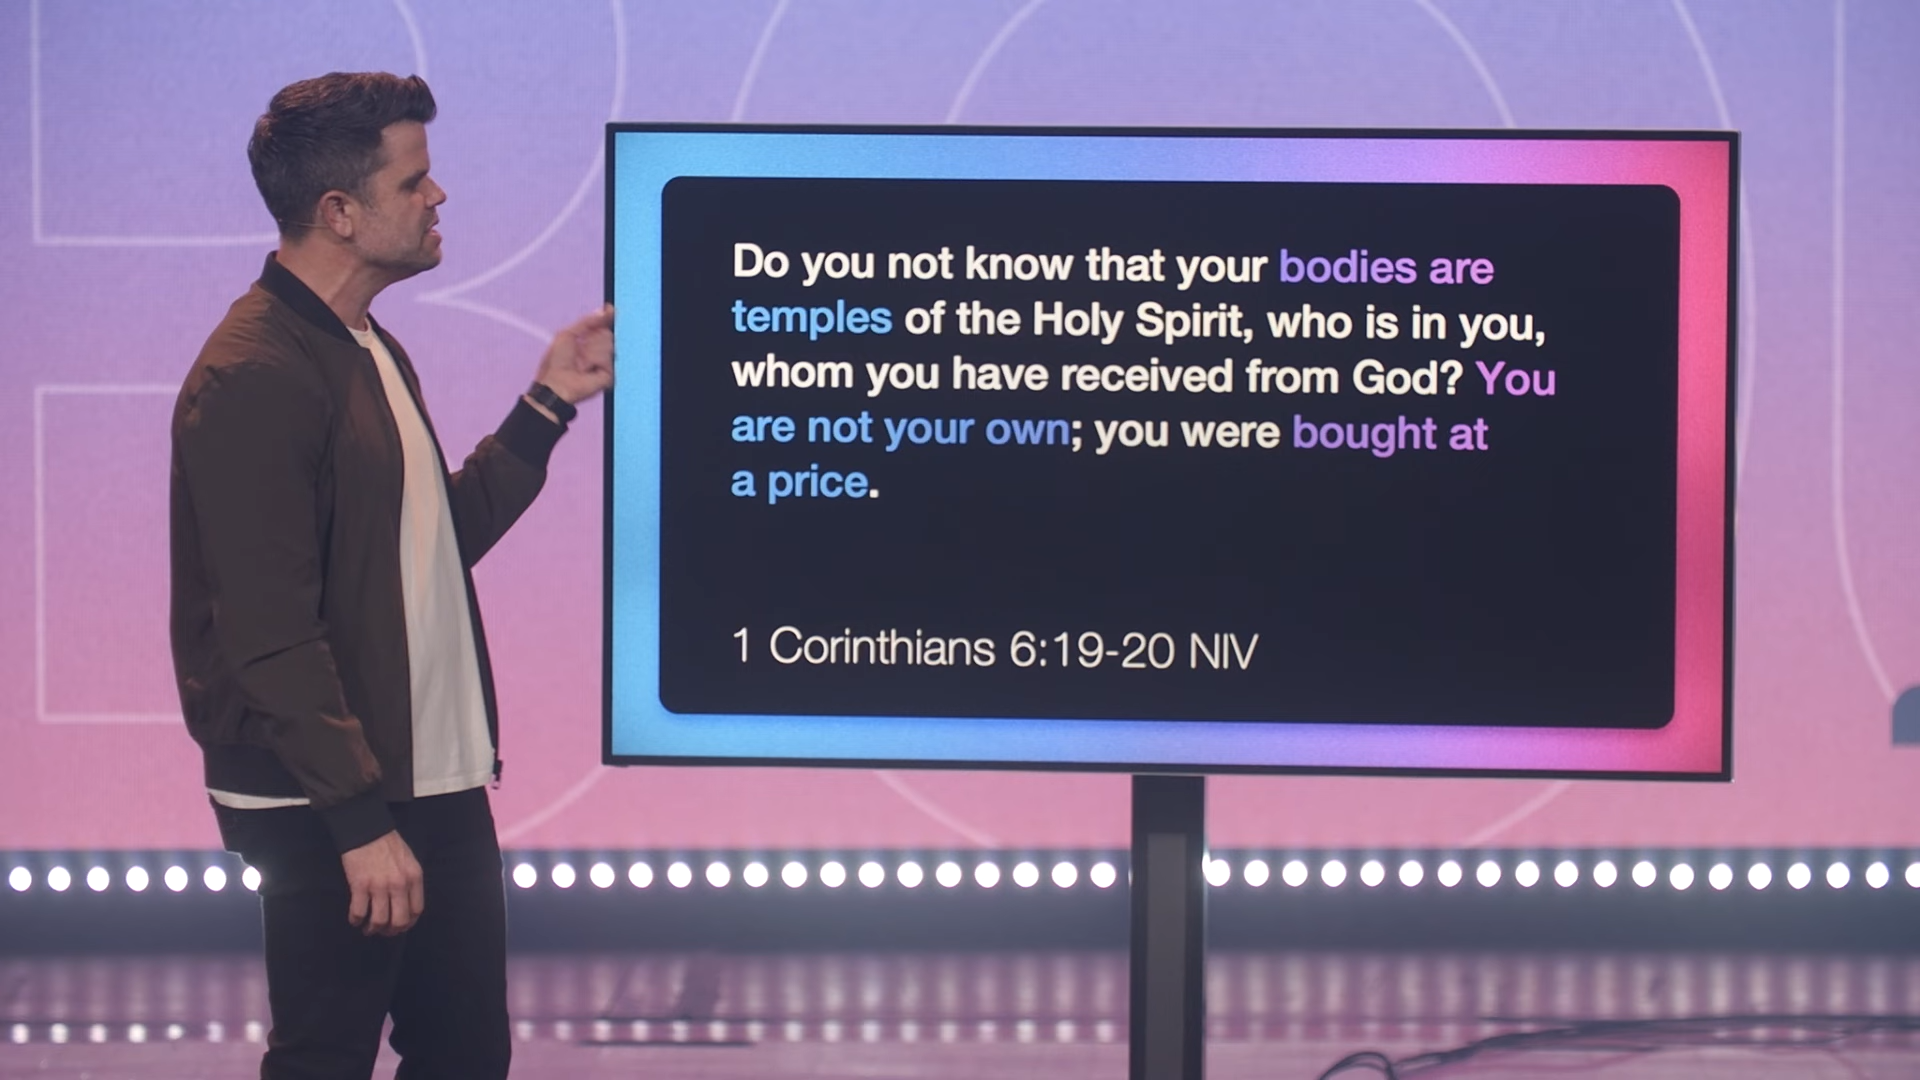 Do you not know that your bodies are
temples of the Holy Spirit, who is in you,
whom you have received from God? You
are not your own; you were bought at
a price.
1 Corinthians 6:19-20 NIV